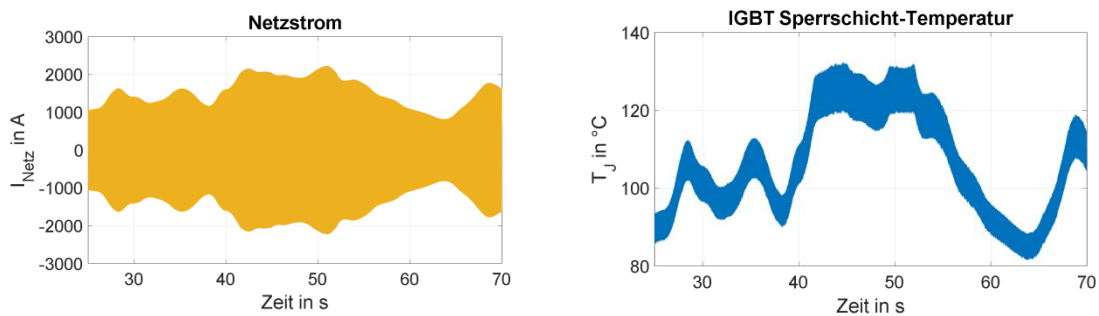 Netzstrom
3000
2000
1000
0
-1000
-2000
-3000
I_Netz in A
30 40 50 60 70
Zeit in s
IGBT Sperrschicht-Temperatur
140
120
100
80
T_J in °C
30 40 50 60 70
Zeit in s